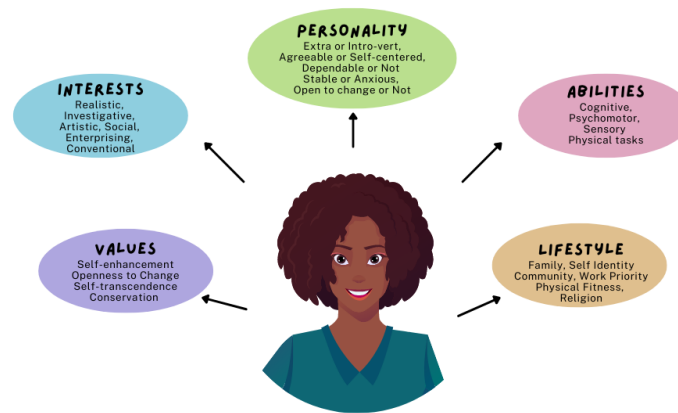 PERSONALITY
Extra or Intro-vert,
Agreeable or Self-centered,
Dependable or Not
Stable or Anxious,
Open to change or Not
INTERESTS
Realistic,
Investigative,
Artistic, Social,
Enterprising,
Conventional
ABILITIES
Cognitive,
Psychomotor,
Sensory
Physical tasks
VALUES
Self-enhancement
Openness to Change
Self-transcendence
Conservation
LIFESTYLE
Family, Self Identity
Community, Work Priority
Physical Fitness,
Religion